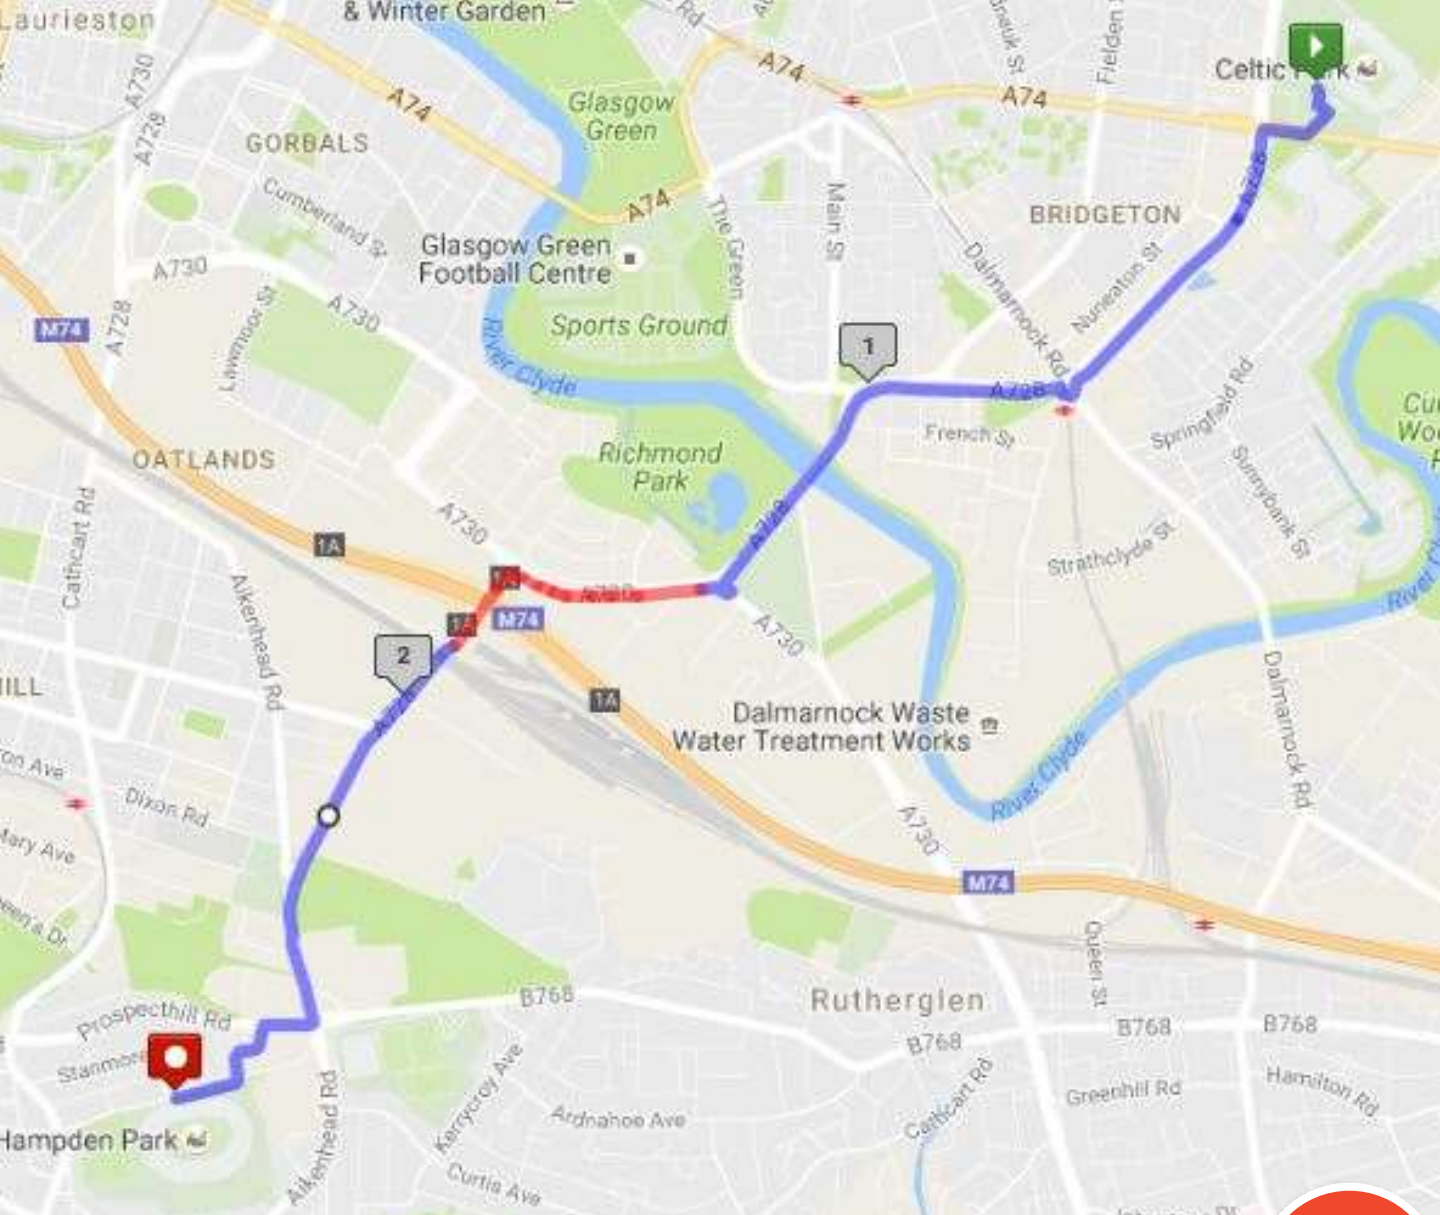 Laurieston
& Winter Garden
Rd
Fielden
Celtic
A74
A730
A74
A74
Glasgow
Green
GORBALS
A728
Cumberland St
Main St
A74
BRIDGETON
The Green
Glasgow Green
Football Centre
A730
Dalmarnock Rd
Nuneaton St
A730
A728
M74
Lawmoor St
Sports Ground
River Clyde
1
A728
Springfield Rd
French St
OATLANDS
Richmond
Park
Sunnybank St
Cathcart Rd
A730
A728
1A
Strathclyde St
M74
A730
Aikenhead Rd
2
1A
Dalmarnock Waste
Water Treatment Works
Dalmarnock Rd
River Clyde
Dixon Rd
A730
M74
Queen St
B768
Rutherglen
Prospecthill Rd
B768
B768
B768
Kerrycroy Ave
Cathcart Rd
Greenhill Rd
Hamilton Rd
Aikenhead Rd
Ardnahoe Ave
Hampden Park
Curtis Ave